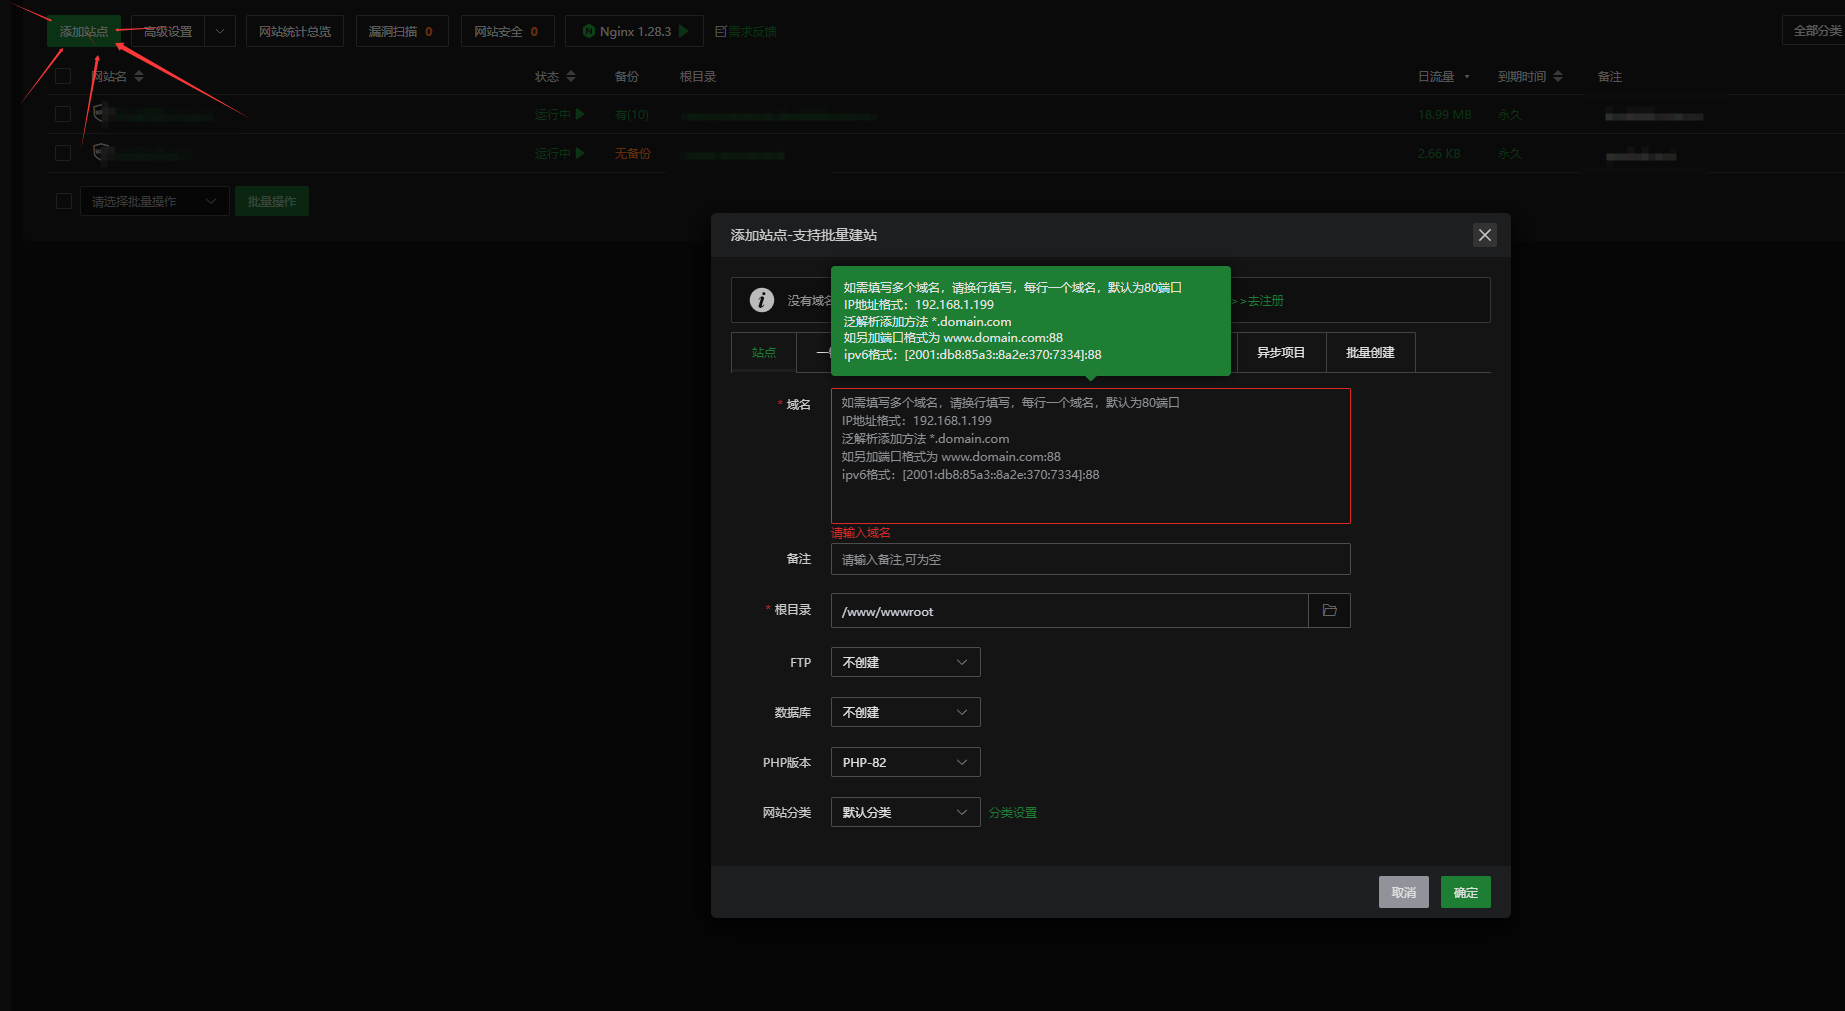 添加站点
高级设置
网站统计总览
漏洞扫描 0
网站安全 0
Nginx 1.28.3
需求反馈
全部分类
网站名
状态
备份
根目录
日流量
到期时间
备注
运行中
有(10)
18.99 MB
永久
运行中
无备份
2.66 KB
永久
请选择批量操作
批量操作
添加站点-支持批量建站
没有域名
>>去注册
如需填写多个域名，请换行填写，每行一个域名，默认为80端口
IP地址格式：192.168.1.199
泛解析添加方法 *.domain.com
如另加端口格式为 www.domain.com:88
ipv6格式：[2001:db8:85a3::8a2e:370:7334]:88
站点
一
异步项目
批量创建
* 域名
如需填写多个域名，请换行填写，每行一个域名，默认为80端口
IP地址格式：192.168.1.199
泛解析添加方法 *.domain.com
如另加端口格式为 www.domain.com:88
ipv6格式：[2001:db8:85a3::8a2e:370:7334]:88
请输入域名
备注
请输入备注,可为空
* 根目录
/www/wwwroot
FTP
不创建
数据库
不创建
PHP版本
PHP-82
网站分类
默认分类
分类设置
取消
确定